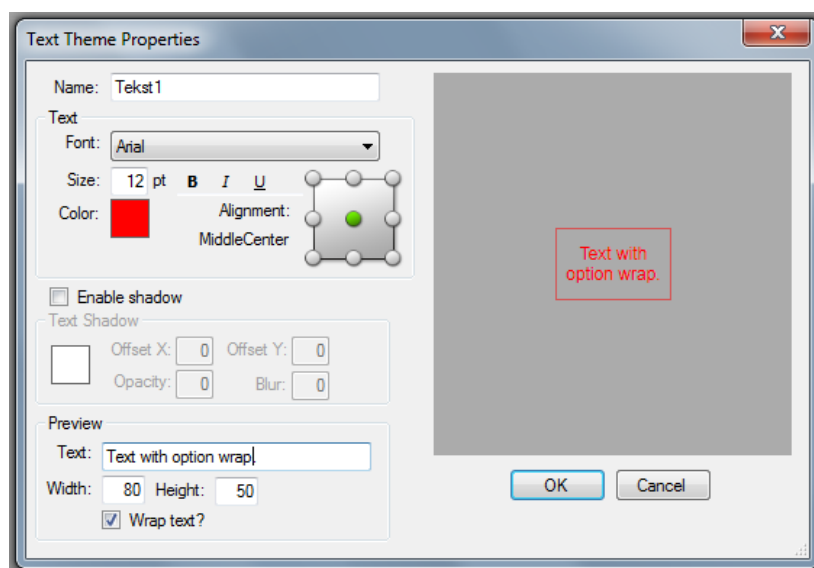 Text Theme Properties
x
Name: Tekst1
Text
Font: Arial
Size: 12 pt B I U
Color:
Alignment:
MiddleCenter
Enable shadow
Text Shadow
Offset X: 0 Offset Y: 0
Opacity: 0 Blur: 0
Preview
Text: Text with option wrap.
Width: 80 Height: 50
Wrap text?
Text with
option wrap.
OK Cancel